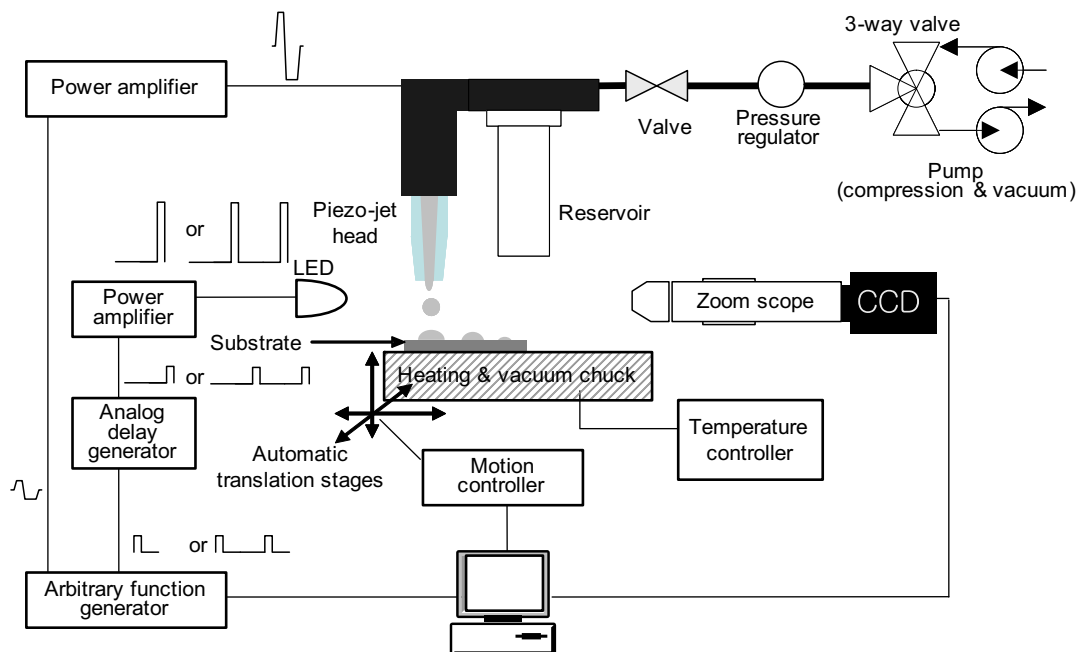 3-way valve
Power amplifier
Valve
Pressure
regulator
Pump
(compression & vacuum)
Piezo-jet
head
Reservoir
or
LED
Power
amplifier
Zoom scope
CCD
Substrate
or
Heating & vacuum chuck
Analog
delay
generator
Automatic
translation stages
Motion
controller
Temperature
controller
or
Arbitrary function
generator